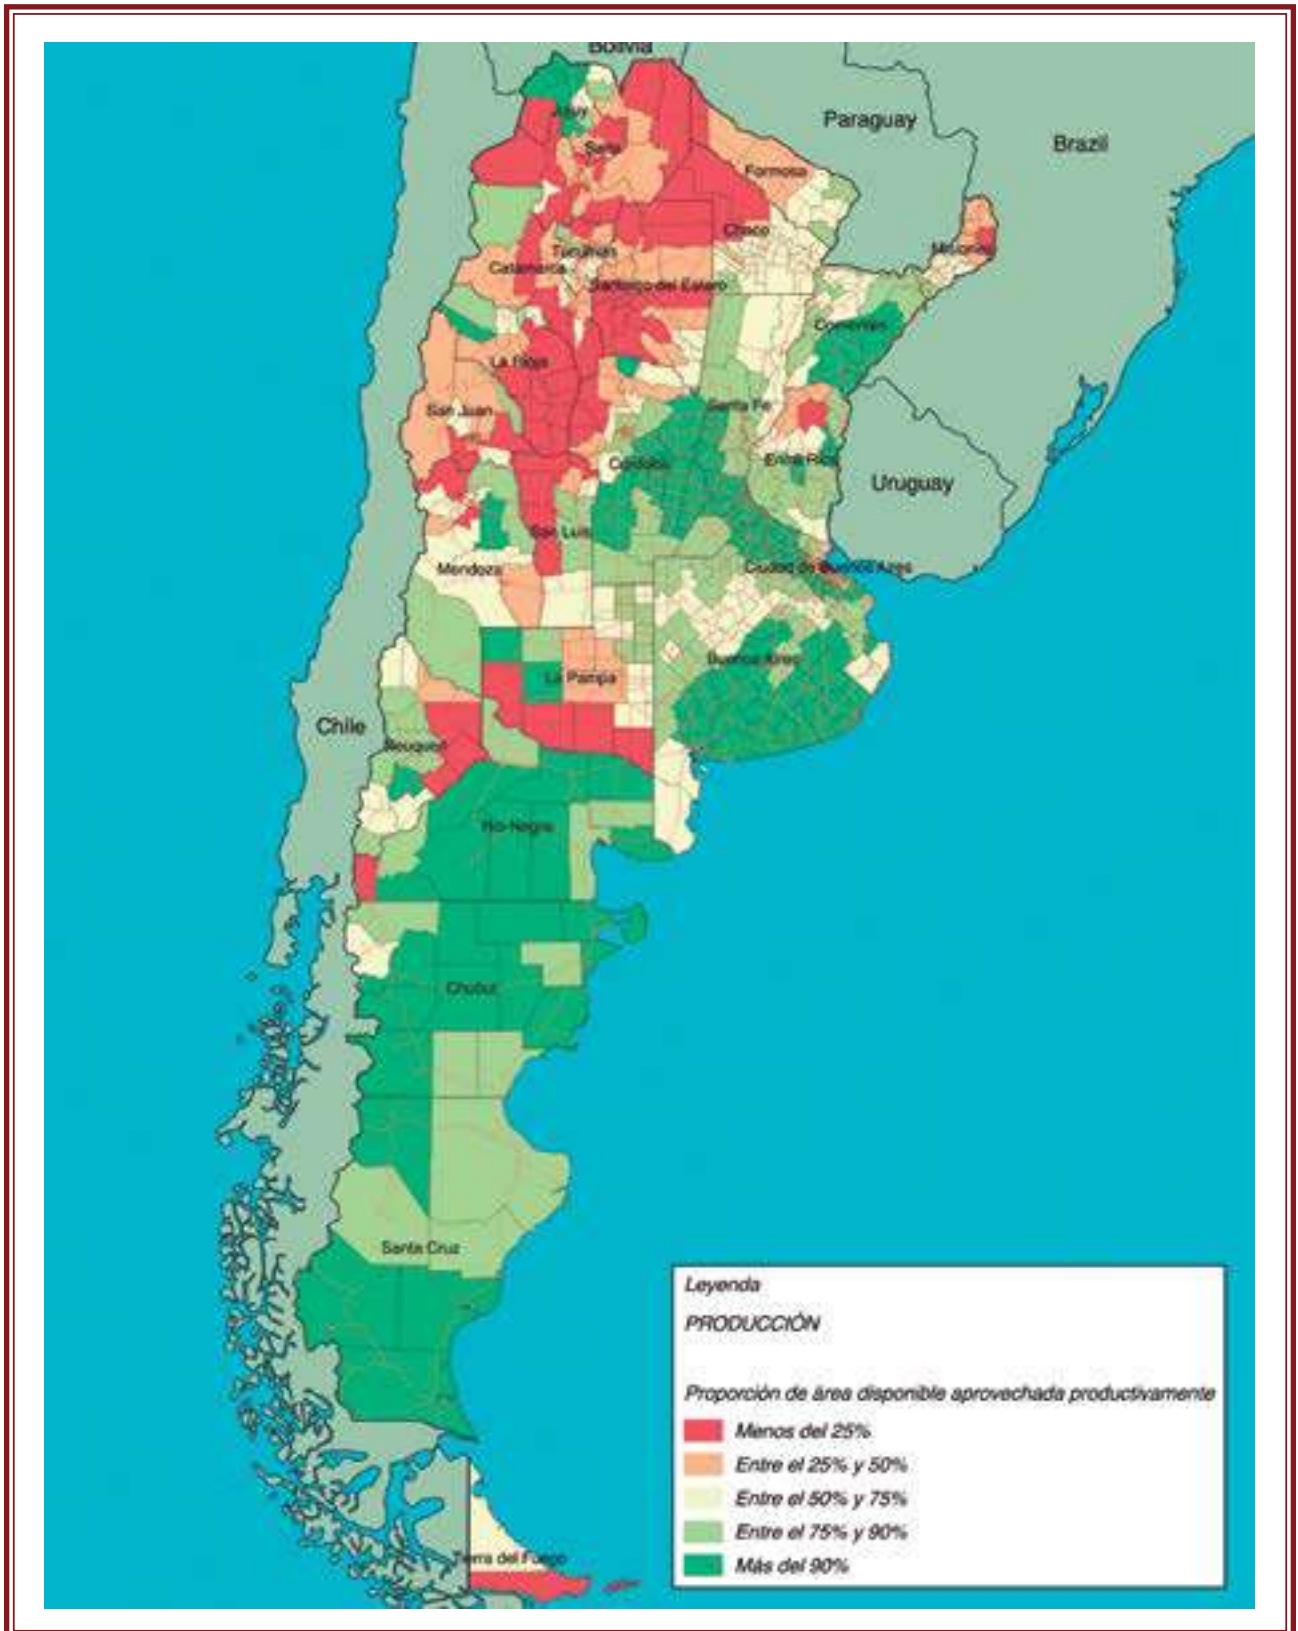 Bolivia
Paraguay
Brazil
Jujuy
Salta
Formosa
Chaco
Misiones
Tucumán
Catamarca
Santiago del Estero
Corrientes
La Rioja
San Juan
Santa Fe
Córdoba
Entre Ríos
Uruguay
San Luis
Mendoza
Ciudad de Buenos Aires
Buenos Aires
La Pampa
Chile
Neuquén
Río Negro
Chubut
Santa Cruz
Tierra del Fuego
Leyenda
PRODUCCIÓN
Proporción de área disponible aprovechada productivamente
Menos del 25%
Entre el 25% y 50%
Entre el 50% y 75%
Entre el 75% y 90%
Más del 90%